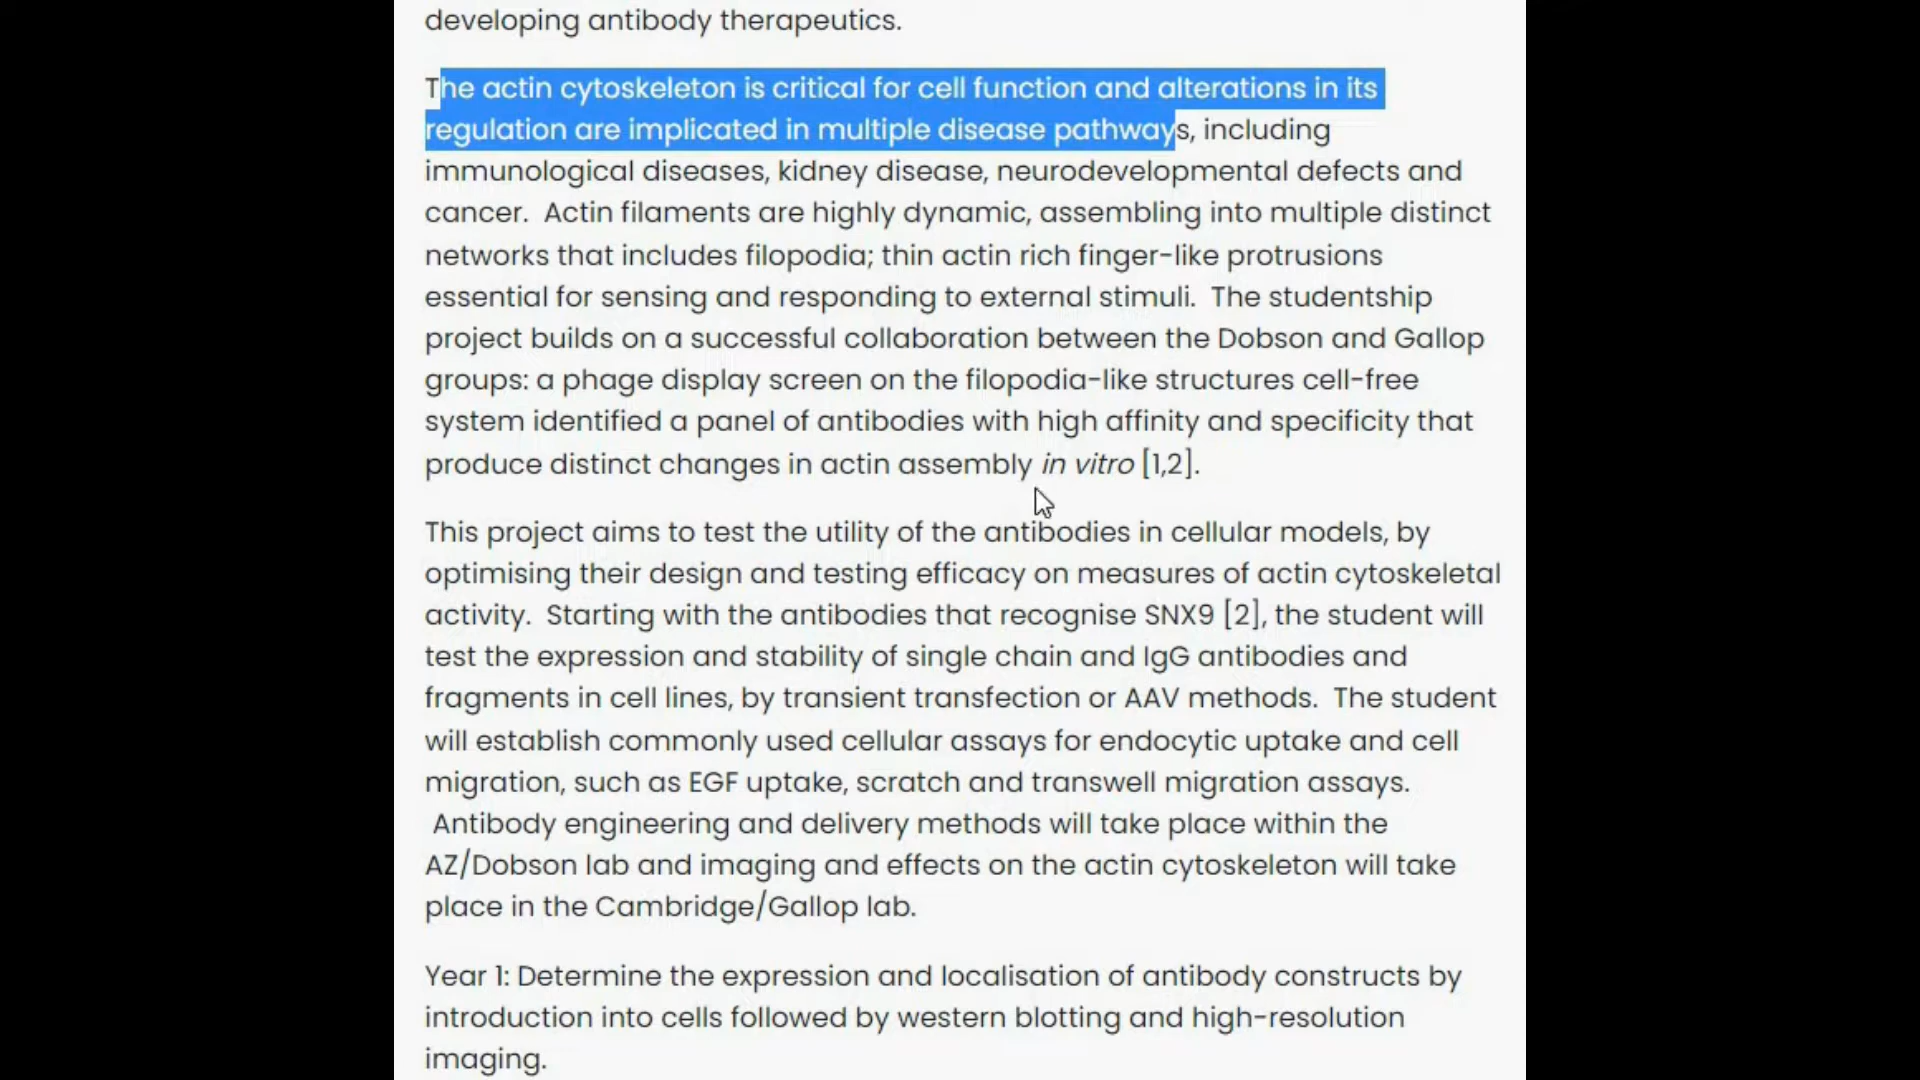 developing antibody therapeutics.
The actin cytoskeleton is critical for cell function and alterations in its
regulation are implicated in multiple disease pathways, including
immunological diseases, kidney disease, neurodevelopmental defects and
cancer.  Actin filaments are highly dynamic, assembling into multiple distinct
networks that includes filopodia; thin actin rich finger-like protrusions
essential for sensing and responding to external stimuli.  The studentship
project builds on a successful collaboration between the Dobson and Gallop
groups: a phage display screen on the filopodia-like structures cell-free
system identified a panel of antibodies with high affinity and specificity that
produce distinct changes in actin assembly in vitro [1,2].
This project aims to test the utility of the antibodies in cellular models, by
optimising their design and testing efficacy on measures of actin cytoskeletal
activity.  Starting with the antibodies that recognise SNX9 [2], the student will
test the expression and stability of single chain and IgG antibodies and
fragments in cell lines, by transient transfection or AAV methods.  The student
will establish commonly used cellular assays for endocytic uptake and cell
migration, such as EGF uptake, scratch and transwell migration assays.
Antibody engineering and delivery methods will take place within the
AZ/Dobson lab and imaging and effects on the actin cytoskeleton will take
place in the Cambridge/Gallop lab.
Year 1: Determine the expression and localisation of antibody constructs by
introduction into cells followed by western blotting and high-resolution
imaging.